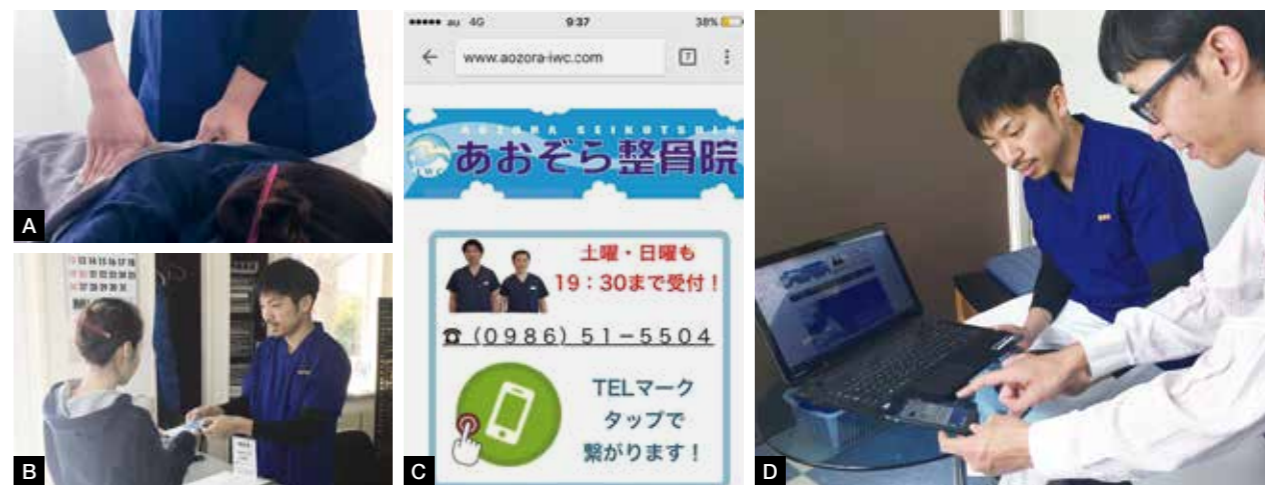 A
B
C
D
au 4G 9:37 38%
www.aozora-iwc.com
7
AOZORA SEIKOTSUIN
IWC
あおぞら整骨院
土曜・日曜も
19:30まで受付!
☎(0986)51-5504
TELマーク
タップで
繋がります!